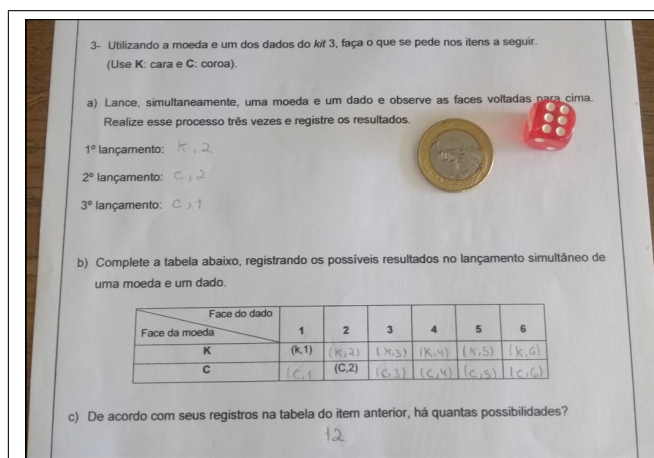 3- Utilizando a moeda e um dos dados do kit 3, faça o que se pede nos itens a seguir.
(Use K: cara e C: coroa).
a) Lance, simultaneamente, uma moeda e um dado e observe as faces voltadas para cima.
Realize esse processo três vezes e registre os resultados.
1º lançamento: K, 2
2º lançamento: C, 2
3º lançamento: C, 1
b) Complete a tabela abaixo, registrando os possíveis resultados no lançamento simultâneo de
uma moeda e um dado.
Face do dado
Face da moeda 1 2 3 4 5 6
K (k,1) (K,2) (K,3) (K,4) (K,5) (K,6)
C (C,1 (C,2) (C,3) (C,4) (C,5) (C,6)
c) De acordo com seus registros na tabela do item anterior, há quantas possibilidades?
12